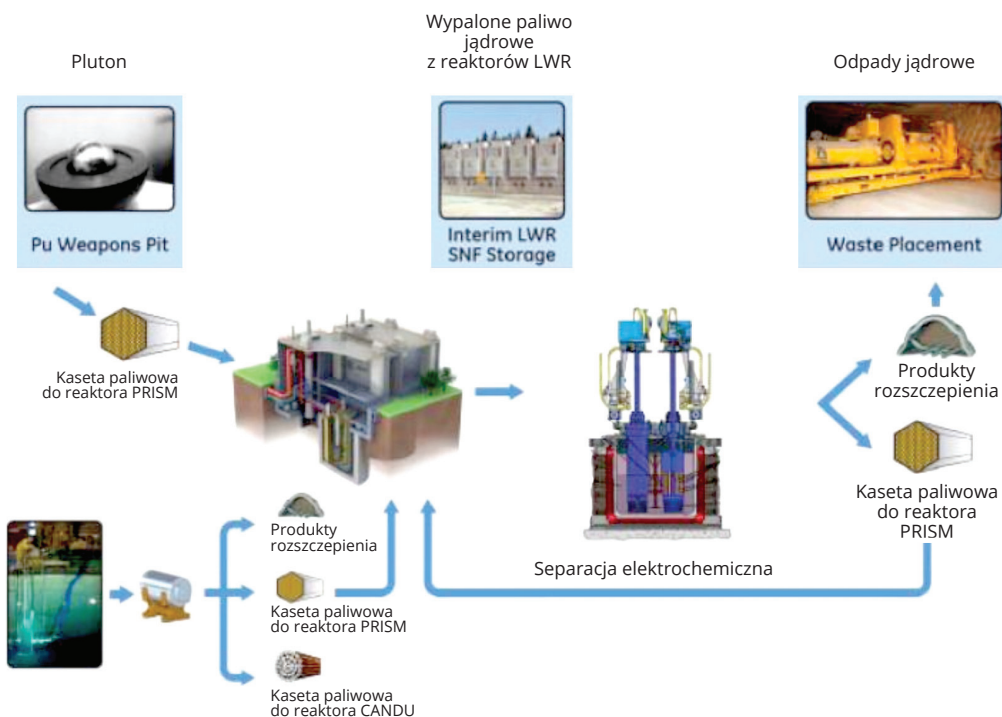 Pluton
Wypalone paliwo
jądrowe
z reaktorów LWR
Odpady jądrowe
Pu Weapons Pit
Interim LWR
SNF Storage
Waste Placement
Kaseta paliwowa
do reaktora PRISM
Produkty
rozszczepienia
Kaseta paliwowa
do reaktora
PRISM
Separacja elektrochemiczna
Produkty
rozszczepienia
Kaseta paliwowa
do reaktora PRISM
Kaseta paliwowa
do reaktora CANDU